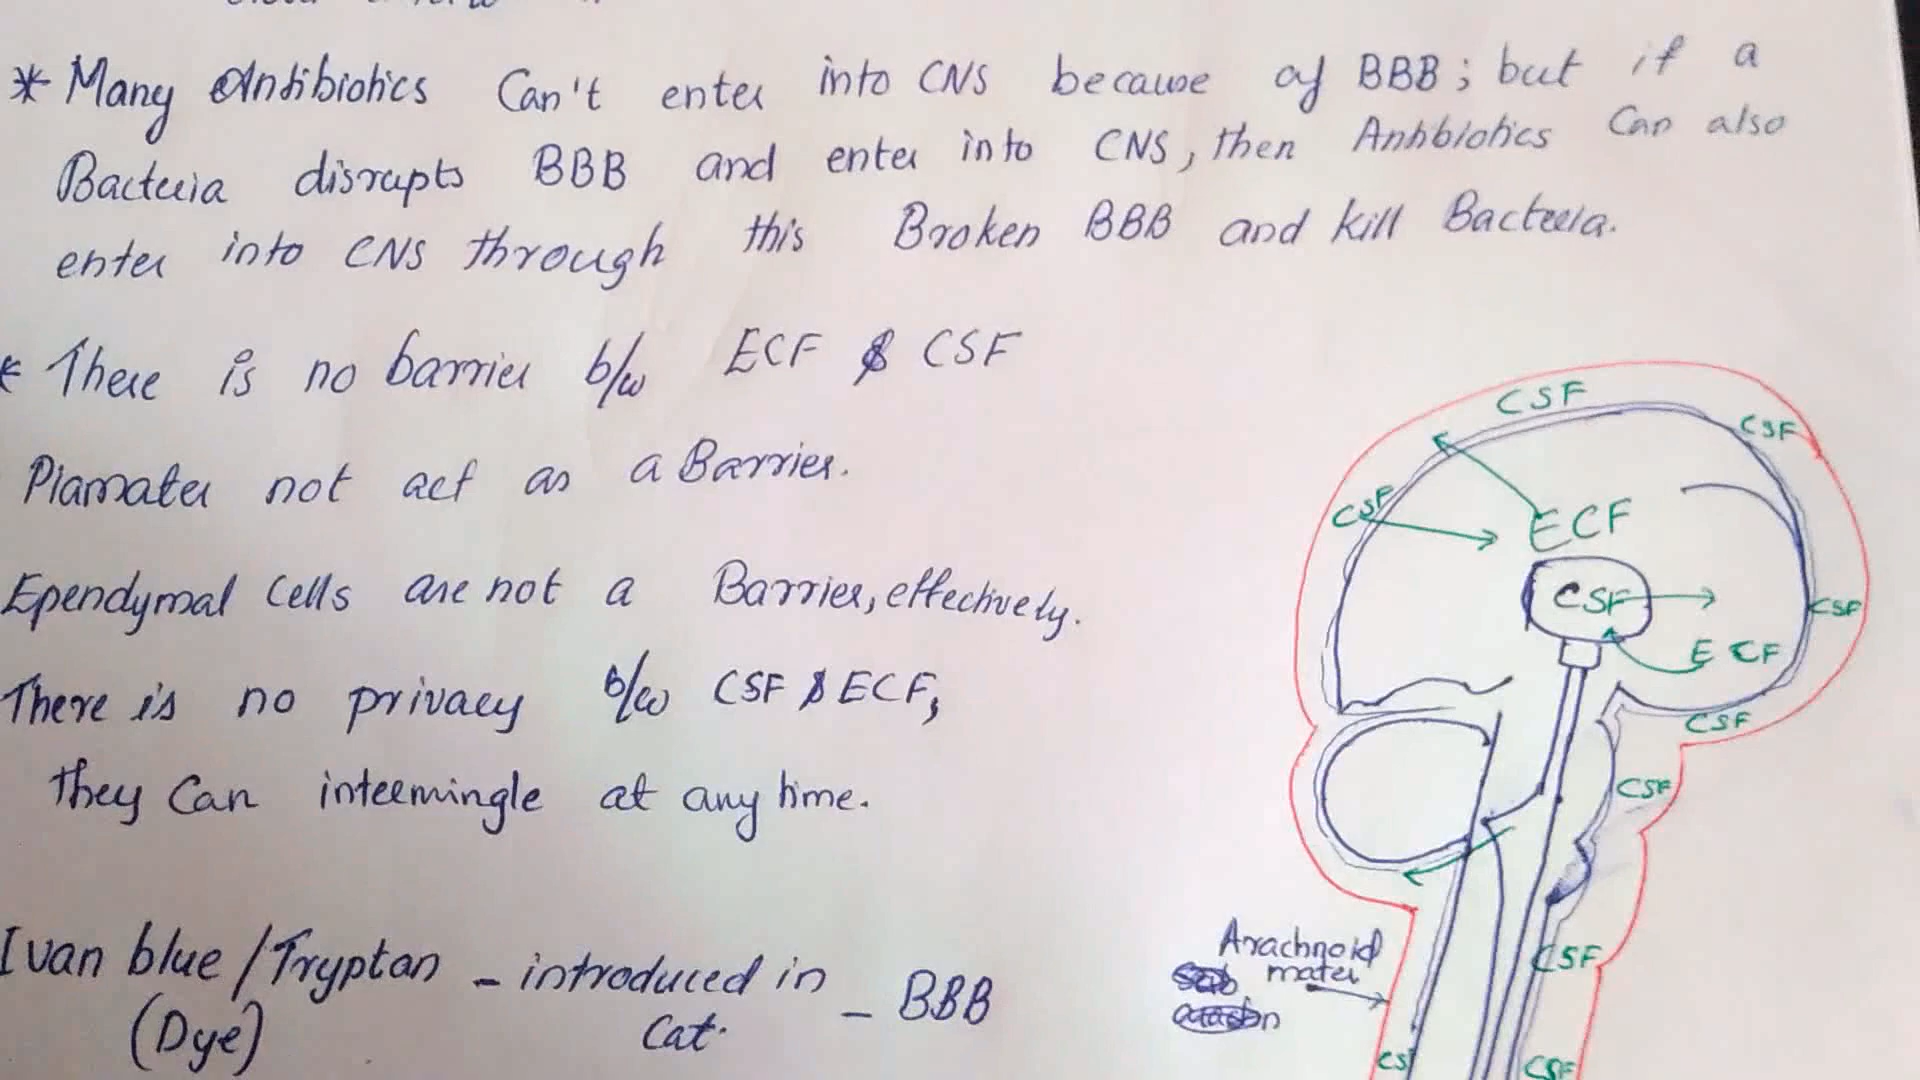 * Many Antibiotics Can't enter into CNS because of BBB; but if a
Bacteria disrupts BBB and enter into CNS, then Antibiotics Can also
enter into CNS through this Broken BBB and kill Bacteria.
* There is no barrier b/w ECF & CSF
Piamater not act as a Barrier.
Ependymal Cells are not a Barrier, effectively.
There is no privacy b/w CSF & ECF,
they Can intermingle at any time.
Ivan blue / Tryptan - introduced in - BBB
(Dye) Cat.
CSF
CSF
CSF
ECF
CSF
CSF
ECF
CSF
CSF
Arachnoid
mater
CSF
CSF
CSF